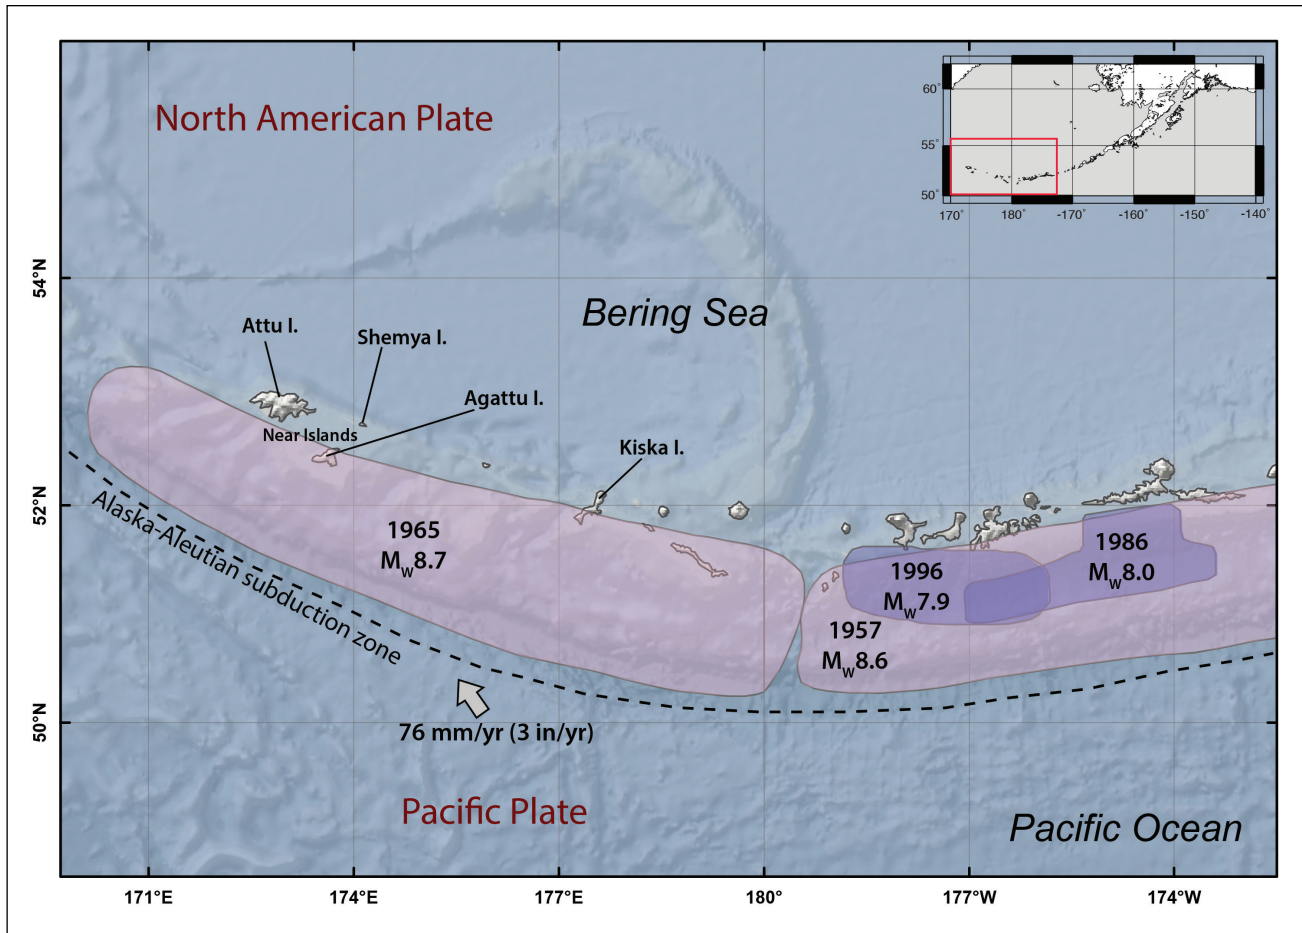 North American Plate
60°
55°
50°
170°
180°
-170°
-160°
-150°
-140°
54°N
Bering Sea
Attu I.
Shemya I.
Agattu I.
Near Islands
Kiska I.
52°N
Alaska-Aleutian subduction zone
1965
MW8.7
1996
MW7.9
1986
MW8.0
1957
MW8.6
76 mm/yr (3 in/yr)
50°N
Pacific Plate
Pacific Ocean
171°E
174°E
177°E
180°
177°W
174°W